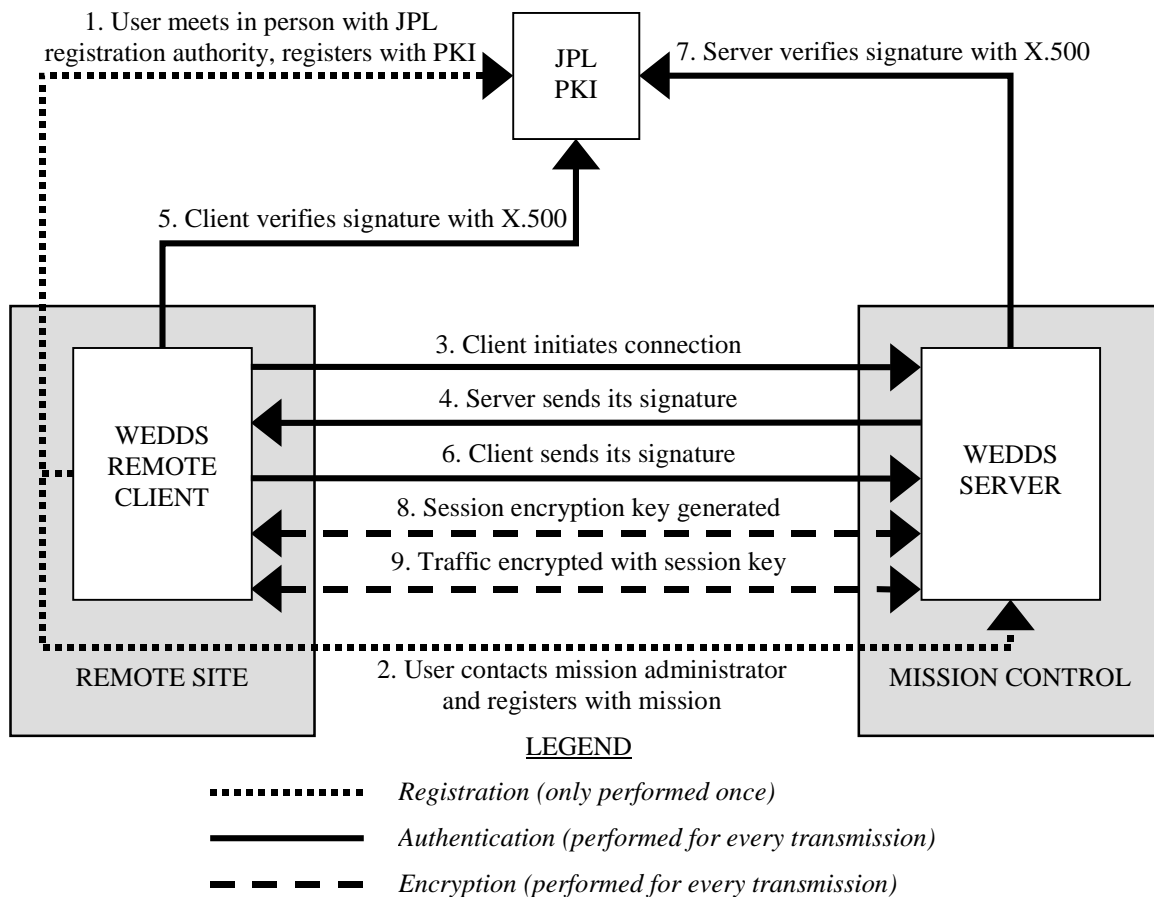 1. User meets in person with JPL
registration authority, registers with PKI
JPL
PKI
7. Server verifies signature with X.500
5. Client verifies signature with X.500
3. Client initiates connection
4. Server sends its signature
WEDDS
REMOTE
CLIENT
6. Client sends its signature
WEDDS
SERVER
8. Session encryption key generated
9. Traffic encrypted with session key
REMOTE SITE
2. User contacts mission administrator
and registers with mission
MISSION CONTROL
LEGEND
Registration (only performed once)
Authentication (performed for every transmission)
Encryption (performed for every transmission)